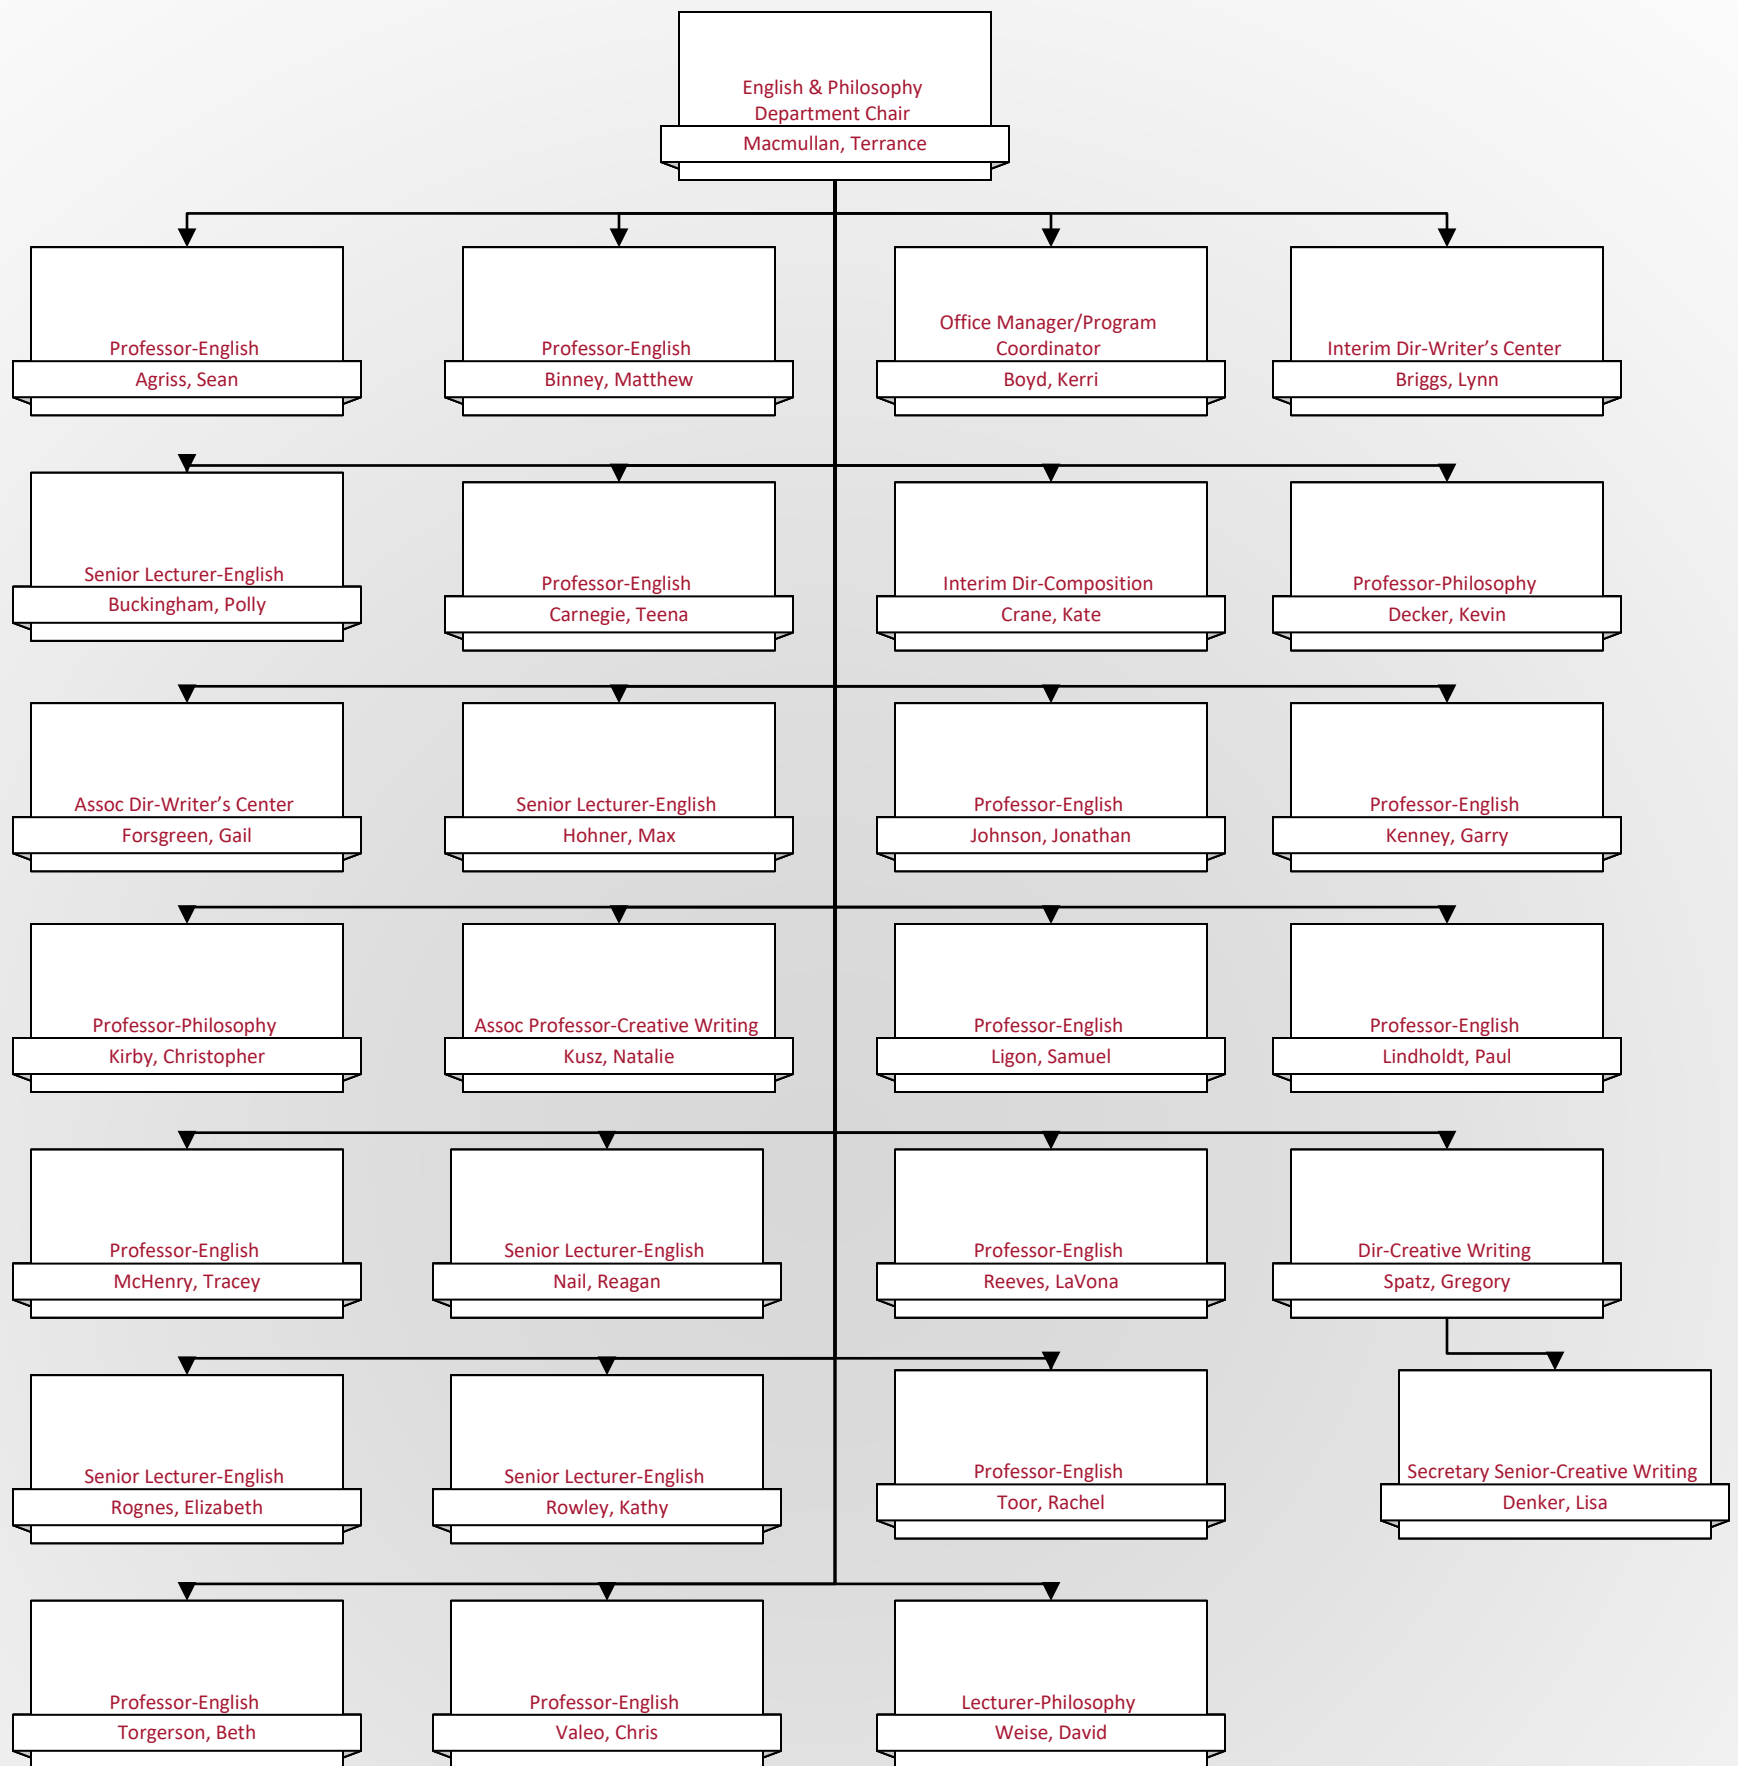 English & Philosophy
Department Chair
Macmullan, Terrance
Professor-English
Agriss, Sean
Professor-English
Binney, Matthew
Office Manager/Program
Coordinator
Boyd, Kerri
Interim Dir-Writer’s Center
Briggs, Lynn
Senior Lecturer-English
Buckingham, Polly
Professor-English
Carnegie, Teena
Interim Dir-Composition
Crane, Kate
Professor-Philosophy
Decker, Kevin
Assoc Dir-Writer’s Center
Forsgreen, Gail
Senior Lecturer-English
Hohner, Max
Professor-English
Johnson, Jonathan
Professor-English
Kenney, Garry
Professor-Philosophy
Kirby, Christopher
Assoc Professor-Creative Writing
Kusz, Natalie
Professor-English
Ligon, Samuel
Professor-English
Lindholdt, Paul
Professor-English
McHenry, Tracey
Senior Lecturer-English
Nail, Reagan
Professor-English
Reeves, LaVona
Dir-Creative Writing
Spatz, Gregory
Senior Lecturer-English
Rognes, Elizabeth
Senior Lecturer-English
Rowley, Kathy
Professor-English
Toor, Rachel
Secretary Senior-Creative Writing
Denker, Lisa
Professor-English
Torgerson, Beth
Professor-English
Valeo, Chris
Lecturer-Philosophy
Weise, David